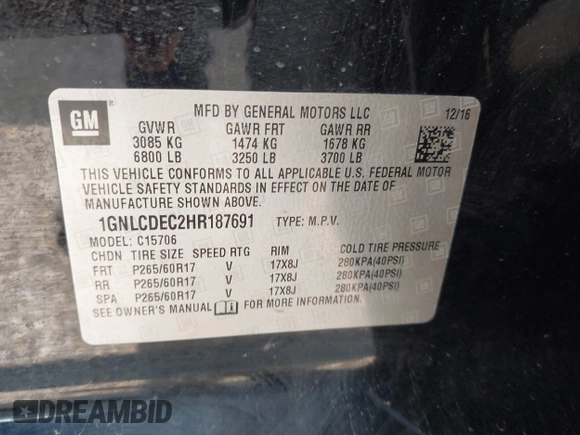 GM ®
MFD BY GENERAL MOTORS LLC 12/16
GVWR GAWR FRT GAWR RR
3085 KG 1474 KG 1678 KG
6800 LB 3250 LB 3700 LB
THIS VEHICLE CONFORMS TO ALL APPLICABLE U.S. FEDERAL MOTOR
VEHICLE SAFETY STANDARDS IN EFFECT ON THE DATE OF
MANUFACTURE SHOWN ABOVE.
1GNLCDEC2HR187691 TYPE: M.P.V.
MODEL: C15706
CHDN TIRE SIZE SPEED RTG RIM COLD TIRE PRESSURE
FRT P265/60R17 V 17X8J 280KPA(40PSI)
RR P265/60R17 V 17X8J 280KPA(40PSI)
SPA P265/60R17 V 17X8J 280KPA(40PSI)
SEE OWNER'S MANUAL FOR MORE INFORMATION.
DREAMBID